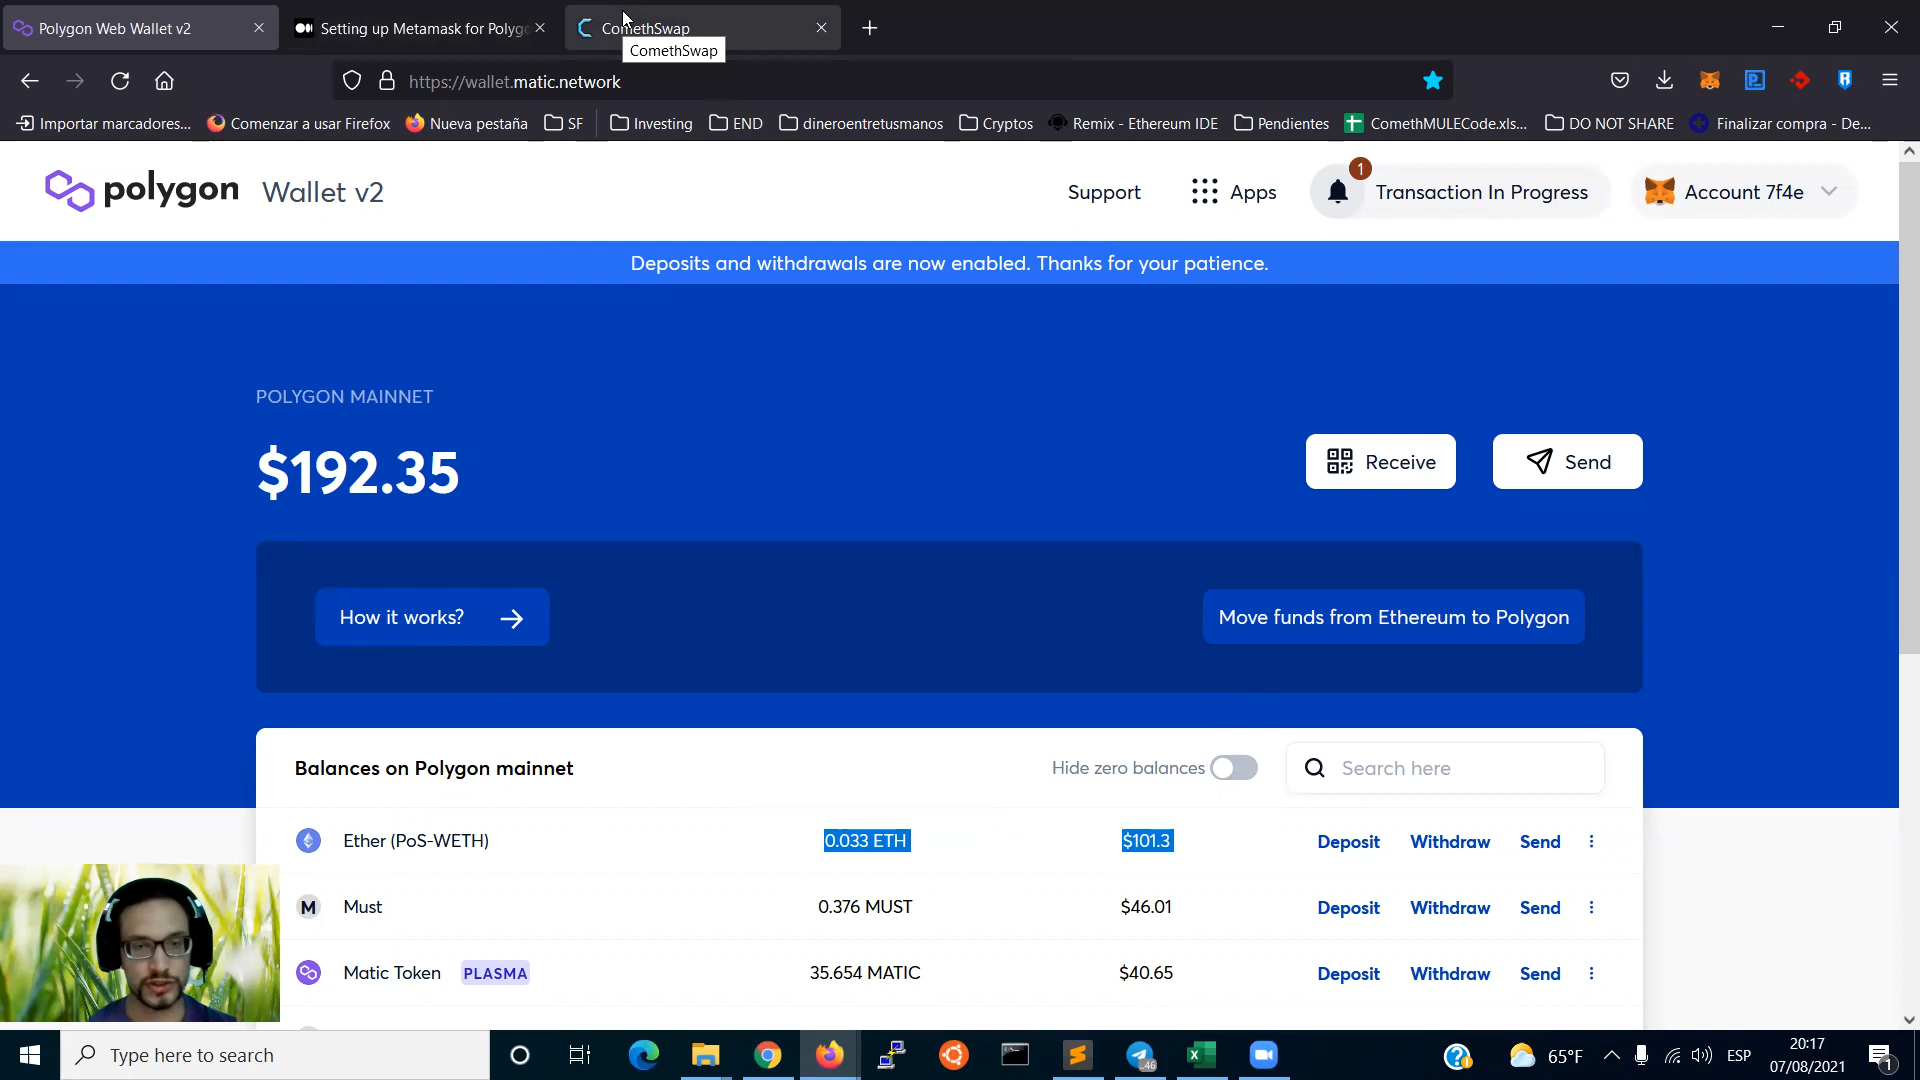 Polygon Web Wallet v2
Setting up Metamask for Polyg
ComethSwap
ComethSwap
https://wallet.matic.network
Importar marcadores...
Comenzar a usar Firefox
Nueva pestaña
SF
Investing
END
dineroentretusmanos
Cryptos
Remix - Ethereum IDE
Pendientes
ComethMULECode.xls...
DO NOT SHARE
Finalizar compra - De...
polygon Wallet v2
Support
Apps
1
Transaction In Progress
Account 7f4e
Deposits and withdrawals are now enabled. Thanks for your patience.
POLYGON MAINNET
$192.35
Receive
Send
How it works?
Move funds from Ethereum to Polygon
Balances on Polygon mainnet
Hide zero balances
Search here
Ether (PoS-WETH) 0.033 ETH $101.3 Deposit Withdraw Send
M Must 0.376 MUST $46.01 Deposit Withdraw Send
Matic Token PLASMA 35.654 MATIC $40.65 Deposit Withdraw Send
Type here to search
46
65°F
ESP
20:17
07/08/2021
1